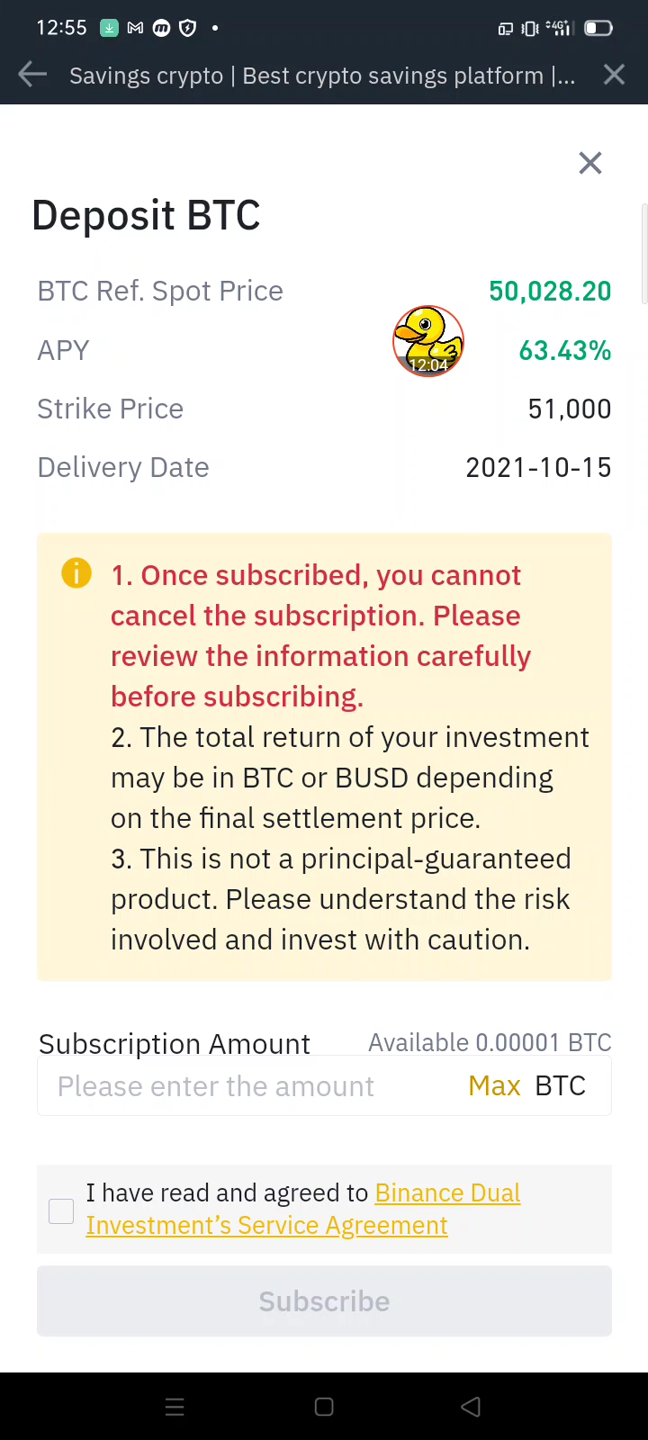 12:55
4G+
Savings crypto | Best crypto savings platform |...
Deposit BTC
BTC Ref. Spot Price 50,028.20
APY 63.43%
12:04
Strike Price 51,000
Delivery Date 2021-10-15
1. Once subscribed, you cannot
cancel the subscription. Please
review the information carefully
before subscribing.
2. The total return of your investment
may be in BTC or BUSD depending
on the final settlement price.
3. This is not a principal-guaranteed
product. Please understand the risk
involved and invest with caution.
Subscription Amount Available 0.00001 BTC
Please enter the amount Max BTC
I have read and agreed to Binance Dual
Investment’s Service Agreement
Subscribe